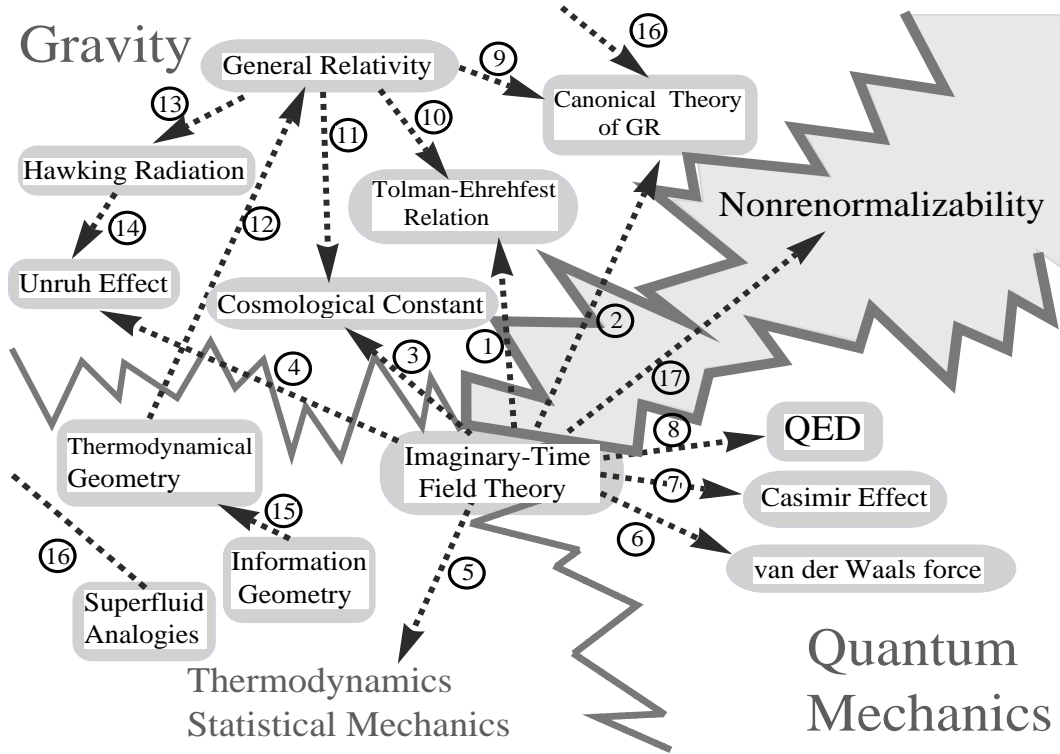 Gravity
General Relativity
9
16
Canonical Theory
of GR
13
11
10
Hawking Radiation
Tolman-Ehrehfest
Relation
Nonrenormalizability
12
14
Unruh Effect
Cosmological Constant
1
2
3
4
17
8
QED
Thermodynamical
Geometry
Imaginary-Time
Field Theory
7
Casimir Effect
15
6
16
5
Information
Geometry
van der Waals force
Superfluid
Analogies
Thermodynamics
Statistical Mechanics
Quantum
Mechanics